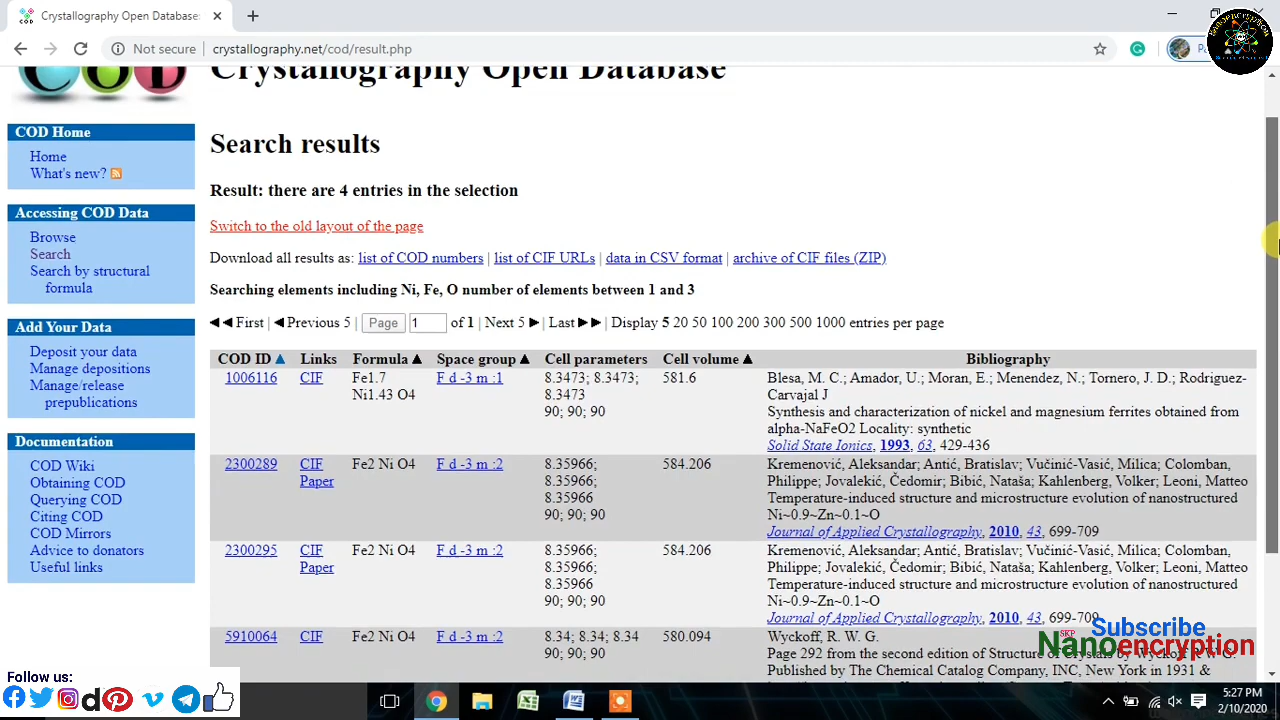 Crystallography Open Database:
Not secure
crystallography.net/cod/result.php
COD
Crystallography Open Database
COD Home
Home
What's new?
Accessing COD Data
Browse
Search
Search by structural
formula
Add Your Data
Deposit your data
Manage depositions
Manage/release
prepublications
Documentation
COD Wiki
Obtaining COD
Querying COD
Citing COD
COD Mirrors
Advice to donators
Useful links
Search results
Result: there are 4 entries in the selection
Switch to the old layout of the page
Download all results as: list of COD numbers | list of CIF URLs | data in CSV format | archive of CIF files (ZIP)
Searching elements including Ni, Fe, O number of elements between 1 and 3
◀◀ First | ◀ Previous 5 | Page 1 of 1 | Next 5 ▶ | Last ▶▶ | Display 5 20 50 100 200 300 500 1000 entries per page
COD ID ▲ Links Formula ▲ Space group ▲ Cell parameters Cell volume ▲ Bibliography
1006116 CIF Fe1.7 F d -3 m :1 8.3473; 8.3473; 581.6 Blesa, M. C.; Amador, U.; Moran, E.; Menendez, N.; Tornero, J. D.; Rodriguez-
Ni1.43 O4 8.3473 Carvajal J
90; 90; 90 Synthesis and characterization of nickel and magnesium ferrites obtained from
alpha-NaFeO2 Locality: synthetic
Solid State Ionics, 1993, 63, 429-436
2300289 CIF Fe2 Ni O4 F d -3 m :2 8.35966; 584.206 Kremenović, Aleksandar; Antić, Bratislav; Vučinić-Vasić, Milica; Colomban,
Paper 8.35966; Philippe; Jovalekić, Čedomir; Bibić, Nataša; Kahlenberg, Volker; Leoni, Matteo
8.35966 Temperature-induced structure and microstructure evolution of nanostructured
90; 90; 90 Ni~0.9~Zn~0.1~O
Journal of Applied Crystallography, 2010, 43, 699-709
2300295 CIF Fe2 Ni O4 F d -3 m :2 8.35966; 584.206 Kremenović, Aleksandar; Antić, Bratislav; Vučinić-Vasić, Milica; Colomban,
Paper 8.35966; Philippe; Jovalekić, Čedomir; Bibić, Nataša; Kahlenberg, Volker; Leoni, Matteo
8.35966 Temperature-induced structure and microstructure evolution of nanostructured
90; 90; 90 Ni~0.9~Zn~0.1~O
Journal of Applied Crystallography, 2010, 43, 699-709
5910064 CIF Fe2 Ni O4 F d -3 m :2 8.34; 8.34; 8.34 580.094 Wyckoff, R. W. G.
90; 90; 90 Page 292 from the second edition of Structure of Crystals by Wyckoff R. W. G.
Published by The Chemical Catalog Company, INC, New York in 1931 &
Subscribe
SKP
Nanoencryption
Follow us:
5:27 PM
2/10/2020